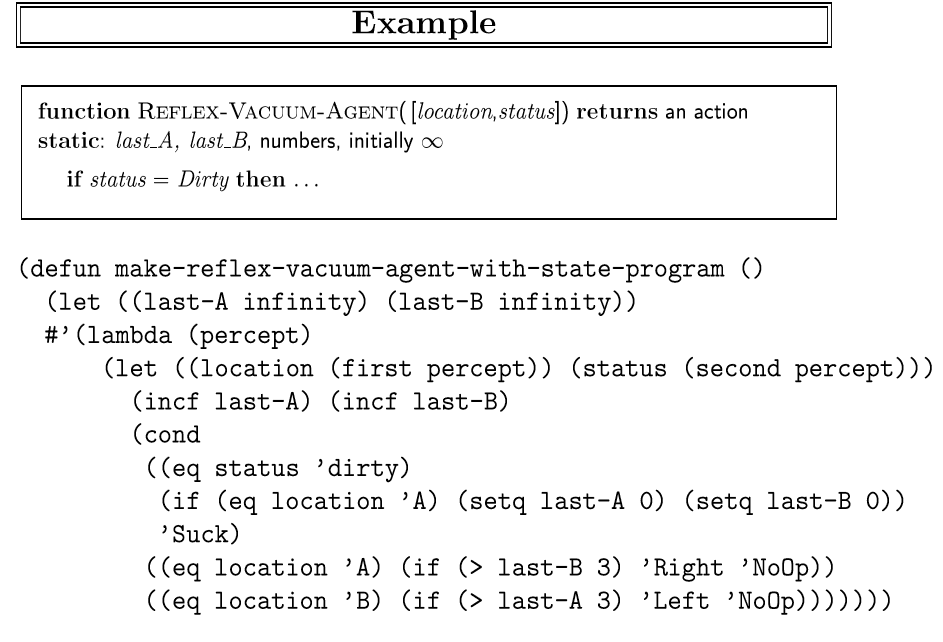 Example
function REFLEX-VACUUM-AGENT([location,status]) returns an action
static: last_A, last_B, numbers, initially ∞
if status = Dirty then ...
(defun make-reflex-vacuum-agent-with-state-program ()
(let ((last-A infinity) (last-B infinity))
#'(lambda (percept)
(let ((location (first percept)) (status (second percept)))
(incf last-A) (incf last-B)
(cond
((eq status 'dirty)
(if (eq location 'A) (setq last-A 0) (setq last-B 0))
'Suck)
((eq location 'A) (if (> last-B 3) 'Right 'NoOp))
((eq location 'B) (if (> last-A 3) 'Left 'NoOp)))))))